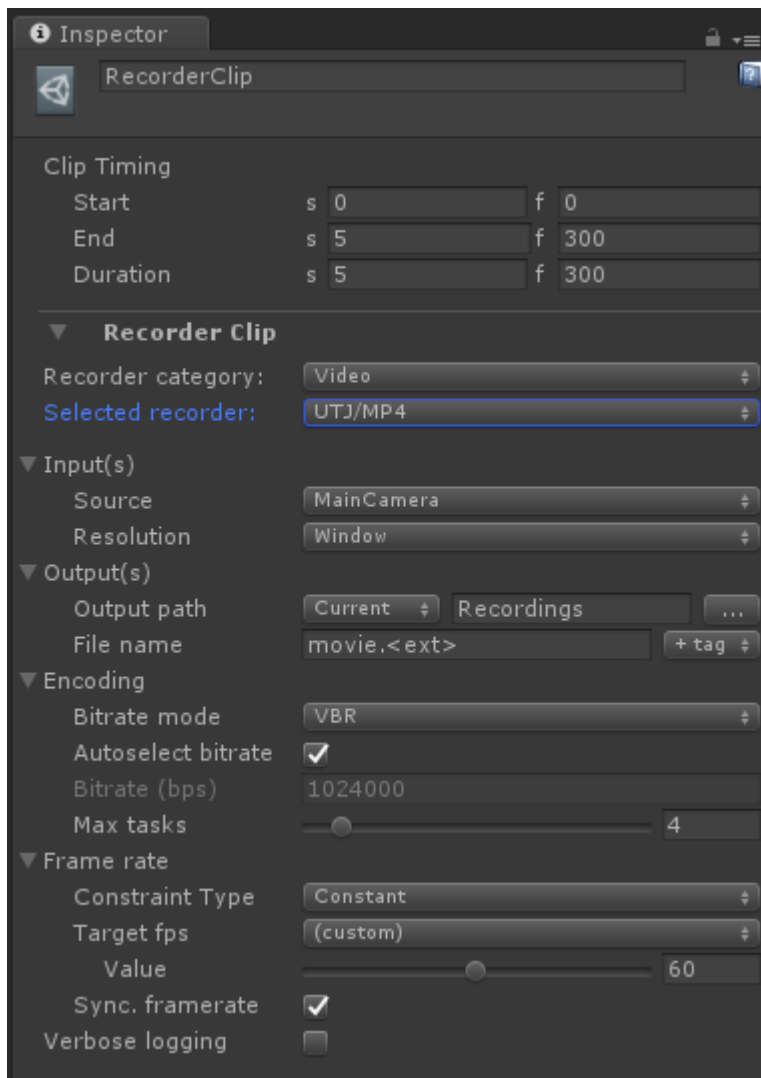 Inspector
RecorderClip
Clip Timing
Start s 0 f 0
End s 5 f 300
Duration s 5 f 300
Recorder Clip
Recorder category: Video
Selected recorder: UTJ/MP4
Input(s)
Source MainCamera
Resolution Window
Output(s)
Output path Current Recordings ...
File name movie.<ext> + tag
Encoding
Bitrate mode VBR
Autoselect bitrate
Bitrate (bps) 1024000
Max tasks 4
Frame rate
Constraint Type Constant
Target fps (custom)
Value 60
Sync. framerate
Verbose logging